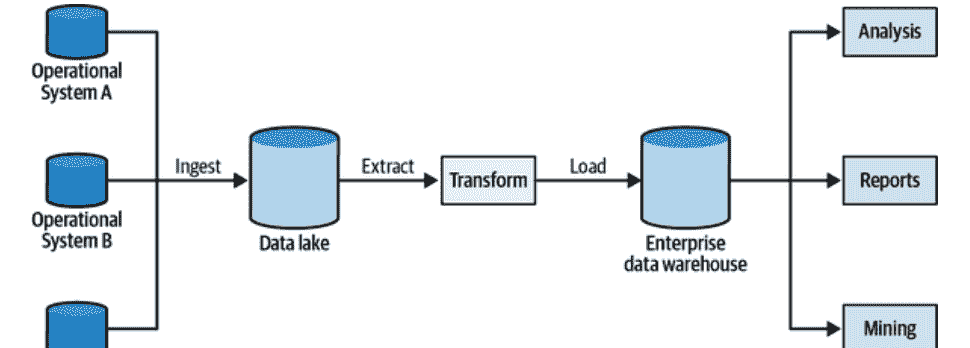 Analysis
Operational
System A
Ingest
Extract
Transform
Load
Reports
Operational
System B
Data lake
Enterprise
data warehouse
Mining